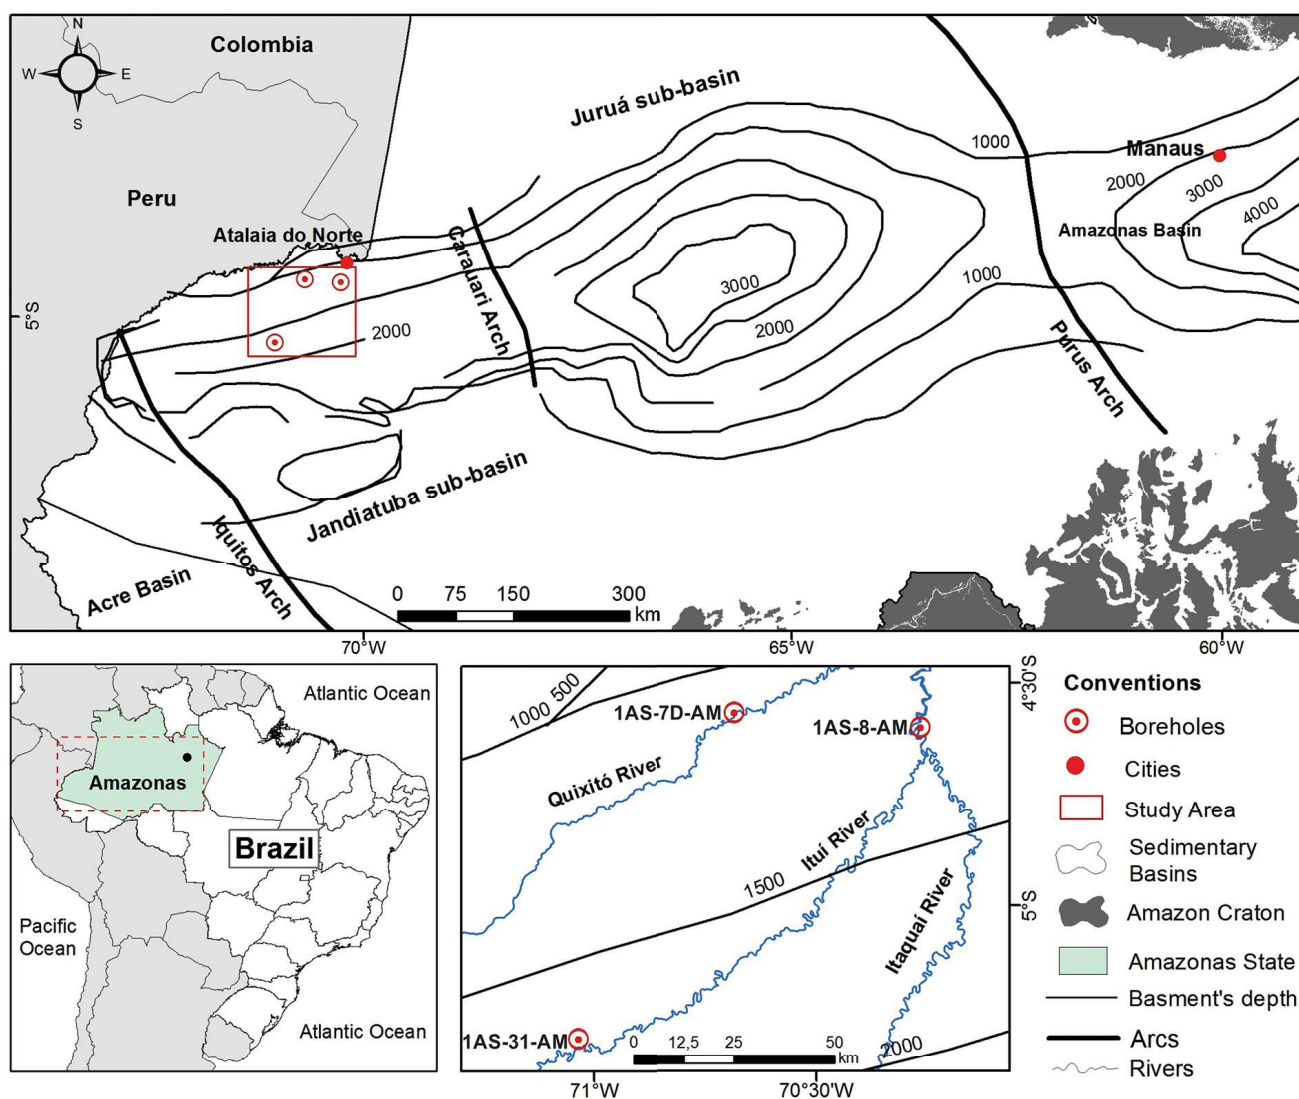 N
W
E
S
Colombia
Peru
Juruá sub-basin
1000
Manaus
2000
3000
4000
Amazonas Basin
Atalaia do Norte
Carauari Arch
3000
1000
2000
2000
5°S
Purus Arch
Jandiatuba sub-basin
Iquitos Arch
Acre Basin
0 75 150 300
km
70°W
65°W
60°W
Atlantic Ocean
Amazonas
Brazil
Pacific
Ocean
Atlantic Ocean
1000
500
1AS-7D-AM
1AS-8-AM
Quixitó River
Ituí River
1500
Itaquaí River
1AS-31-AM
0 12,5 25 50
km
2000
4°30'S
5°S
71°W
70°30'W
Conventions
Boreholes
Cities
Study Area
Sedimentary
Basins
Amazon Craton
Amazonas State
Basment's depth
Arcs
Rivers